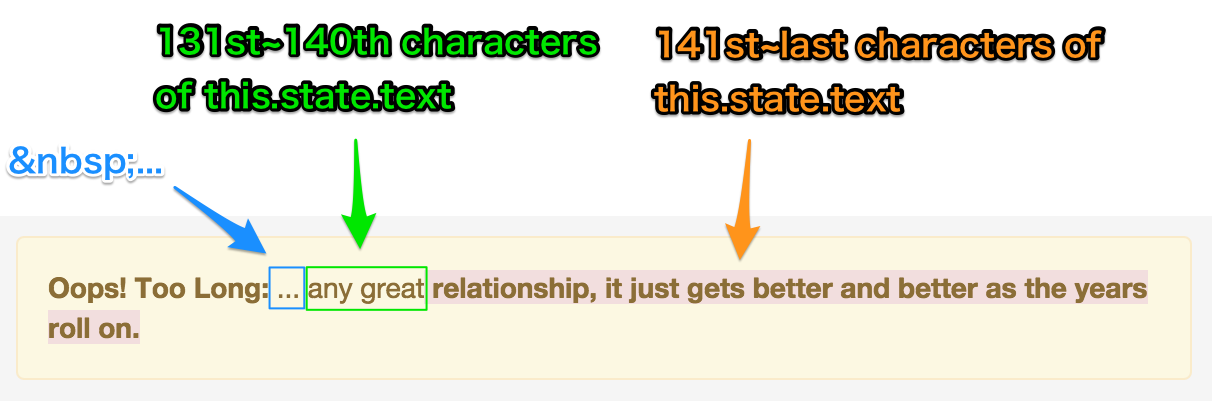 131st~140th characters
of this.state.text
141st~last characters of
this.state.text
&nbsp;...
Oops! Too Long: ... any great relationship, it just gets better and better as the years
roll on.